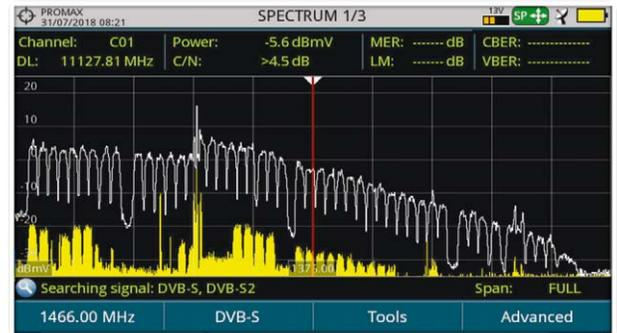 PROMAX
31/07/2018 08:21
SPECTRUM 1/3
13V
SP
Channel: C01
Power: -5.6 dBmV
MER: ------- dB
CBER: -------------
DL: 11127.81 MHz
C/N: >4.5 dB
LM: ------- dB
VBER: -------------
20
10
-10
-20
dBmV
1375.00
Searching signal: DVB-S, DVB-S2
Span: FULL
1466.00 MHz
DVB-S
Tools
Advanced